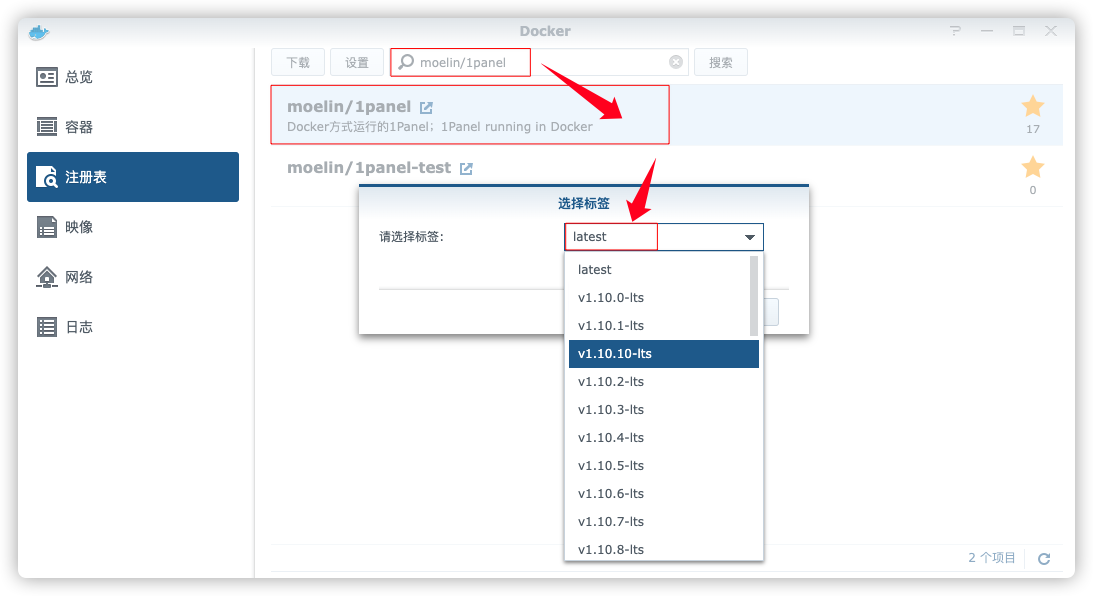 Docker
总览
容器
注册表
映像
网络
日志
下载
设置
moelin/1panel
搜索
moelin/1panel
Docker方式运行的1Panel；1Panel running in Docker
17
moelin/1panel-test
0
选择标签
请选择标签:
latest
latest
v1.10.0-lts
v1.10.1-lts
v1.10.10-lts
v1.10.2-lts
v1.10.3-lts
v1.10.4-lts
v1.10.5-lts
v1.10.6-lts
v1.10.7-lts
v1.10.8-lts
2 个项目